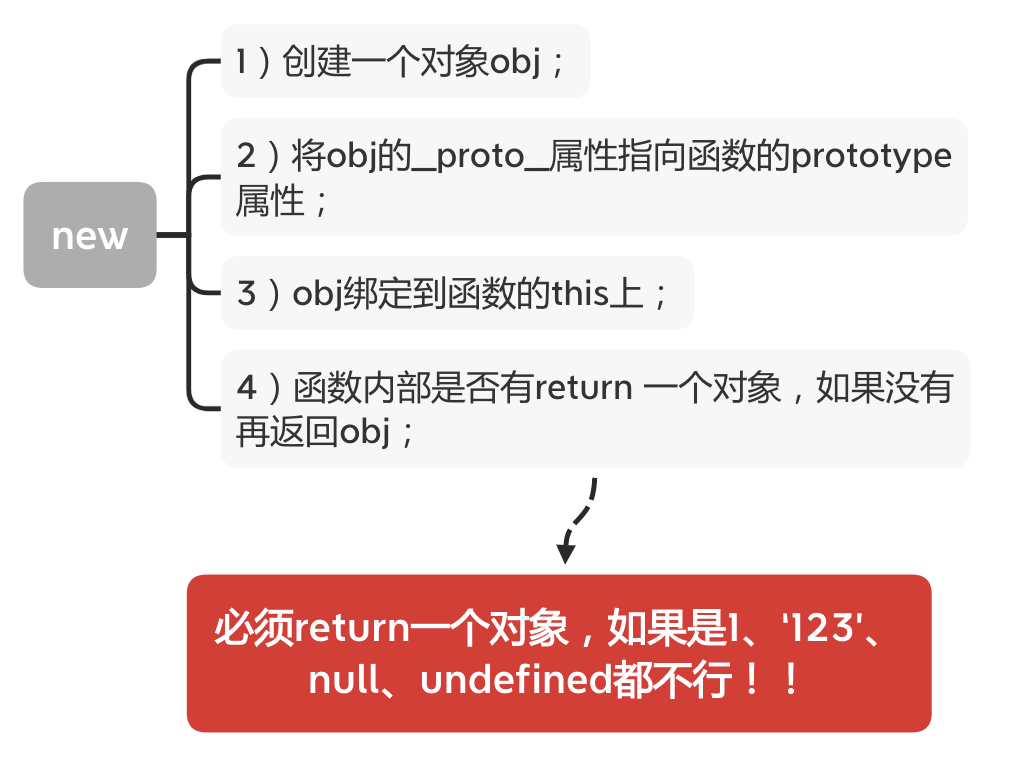 new
1）创建一个对象obj；
2）将obj的__proto__属性指向函数的prototype
属性；
3）obj绑定到函数的this上；
4）函数内部是否有return 一个对象，如果没有
再返回obj；
必须return一个对象，如果是1、'123'、
null、undefined都不行！！